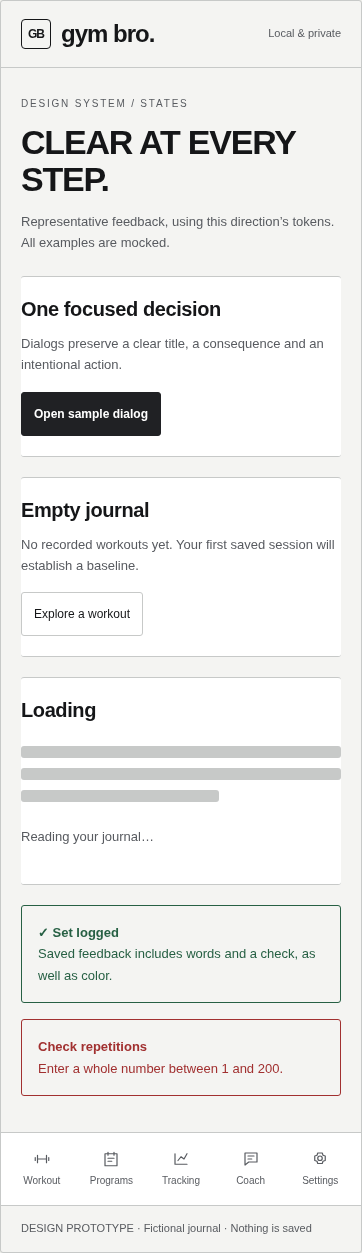 GB gym bro. Local & private
DESIGN SYSTEM / STATES
CLEAR AT EVERY
STEP.
Representative feedback, using this direction's tokens.
All examples are mocked.
One focused decision
Dialogs preserve a clear title, a consequence and an
intentional action.
Open sample dialog
Empty journal
No recorded workouts yet. Your first saved session will
establish a baseline.
Explore a workout
Loading
Reading your journal…
✓ Set logged
Saved feedback includes words and a check, as
well as color.
Check repetitions
Enter a whole number between 1 and 200.
Workout Programs Tracking Coach Settings
DESIGN PROTOTYPE · Fictional journal · Nothing is saved